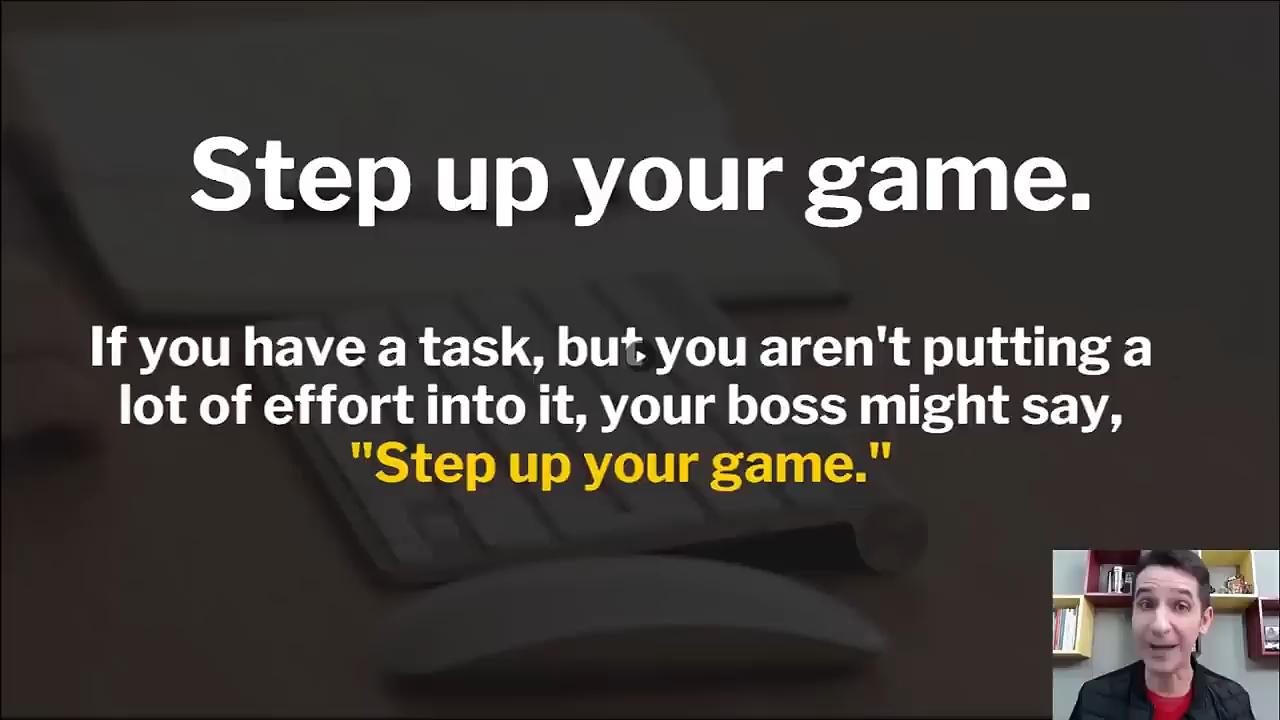 Step up your game.
If you have a task, but you aren't putting a
lot of effort into it, your boss might say,
"Step up your game."